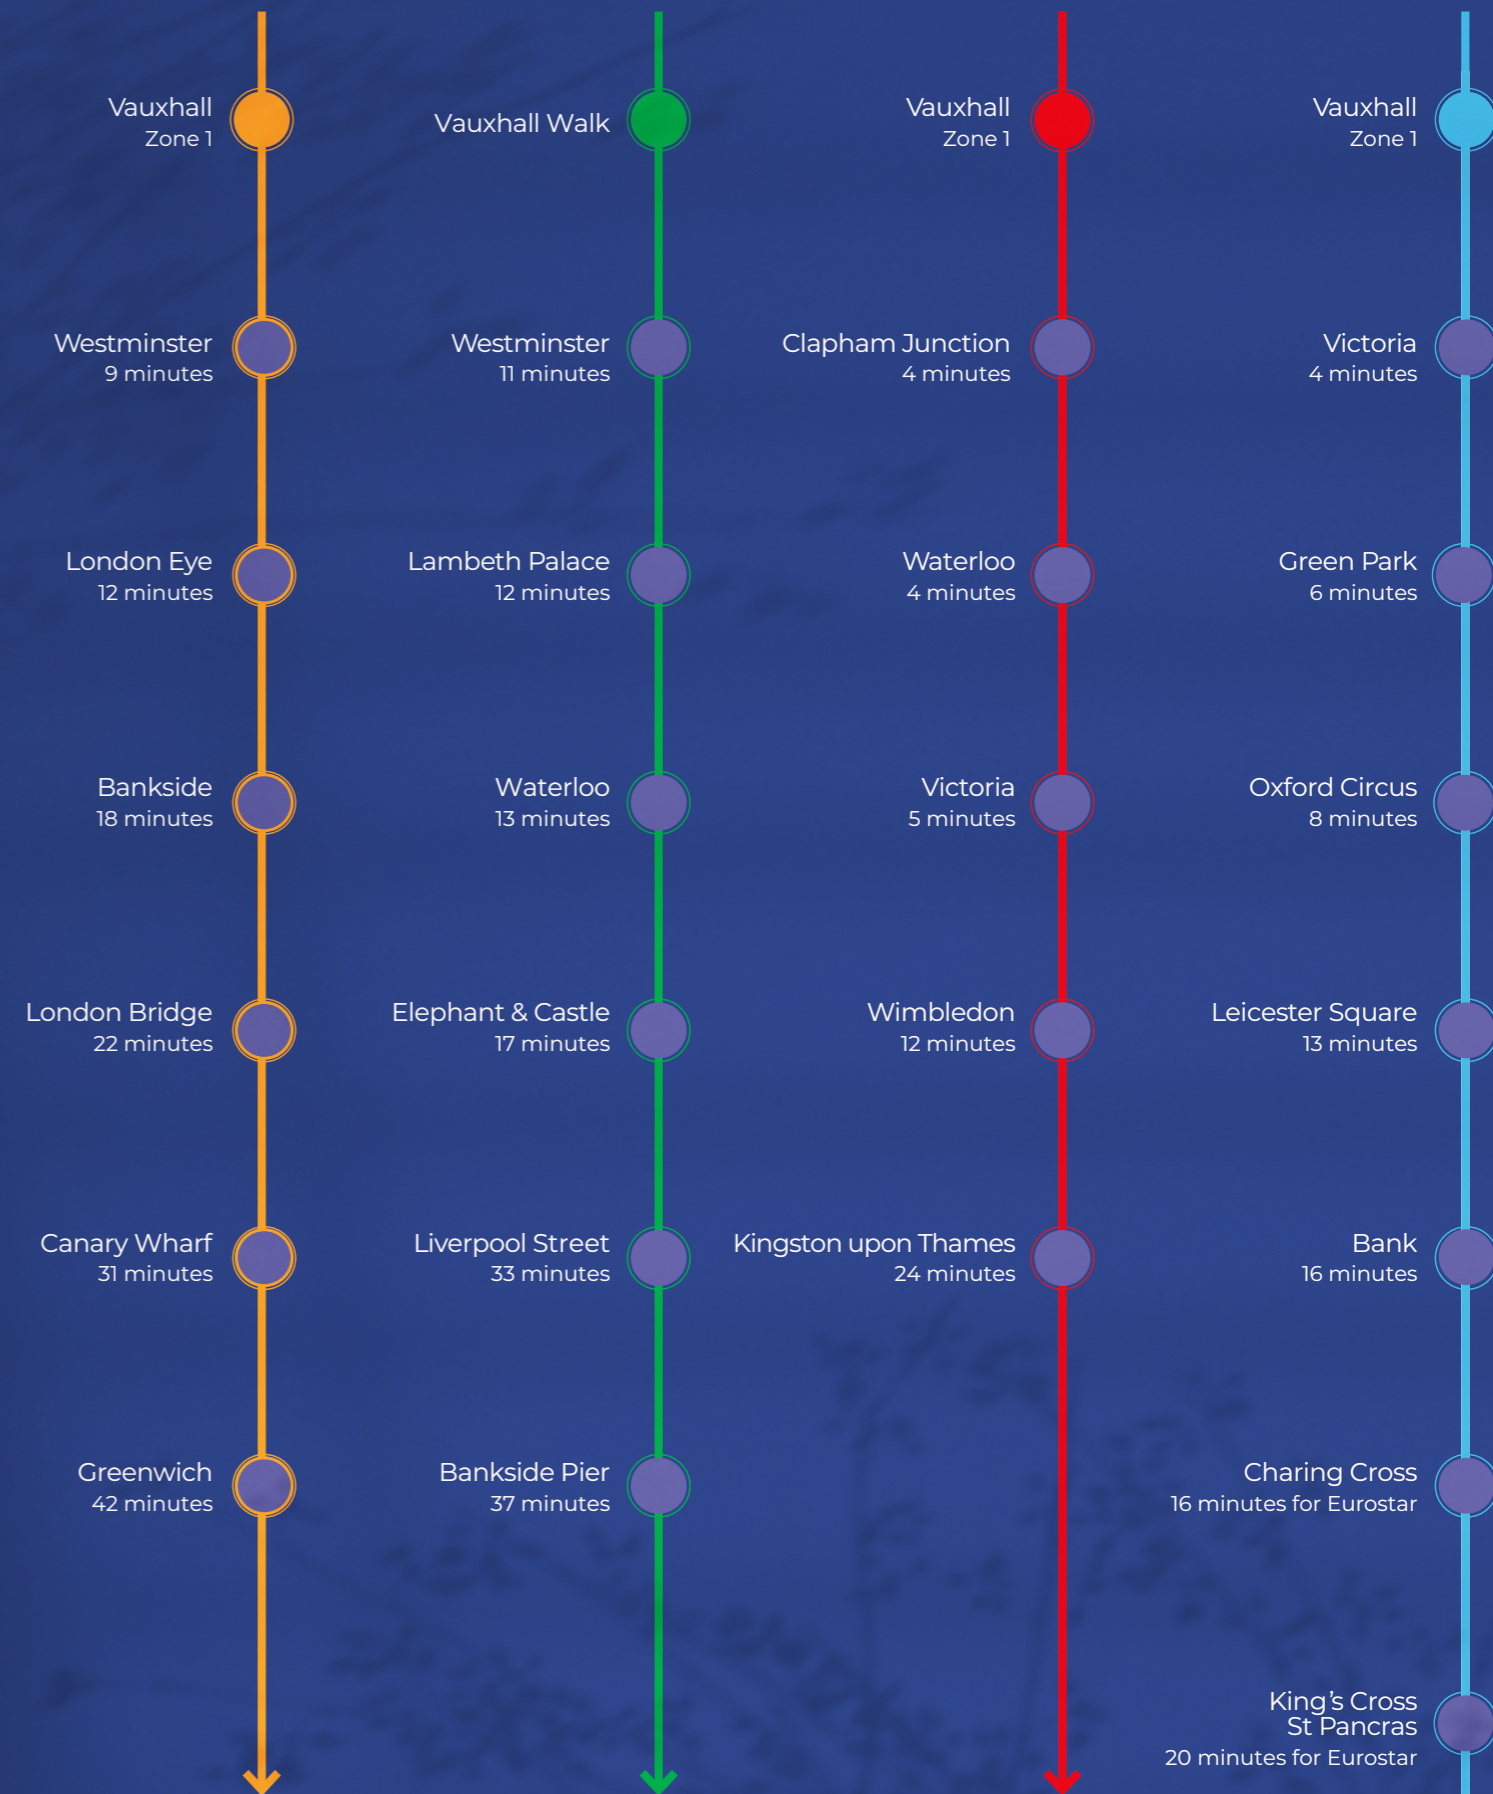 Vauxhall
Zone 1
Westminster
9 minutes
London Eye
12 minutes
Bankside
18 minutes
London Bridge
22 minutes
Canary Wharf
31 minutes
Greenwich
42 minutes
Vauxhall Walk
Westminster
11 minutes
Lambeth Palace
12 minutes
Waterloo
13 minutes
Elephant & Castle
17 minutes
Liverpool Street
33 minutes
Bankside Pier
37 minutes
Vauxhall
Zone 1
Clapham Junction
4 minutes
Waterloo
4 minutes
Victoria
5 minutes
Wimbledon
12 minutes
Kingston upon Thames
24 minutes
Vauxhall
Zone 1
Victoria
4 minutes
Green Park
6 minutes
Oxford Circus
8 minutes
Leicester Square
13 minutes
Bank
16 minutes
Charing Cross
16 minutes for Eurostar
King’s Cross
St Pancras
20 minutes for Eurostar